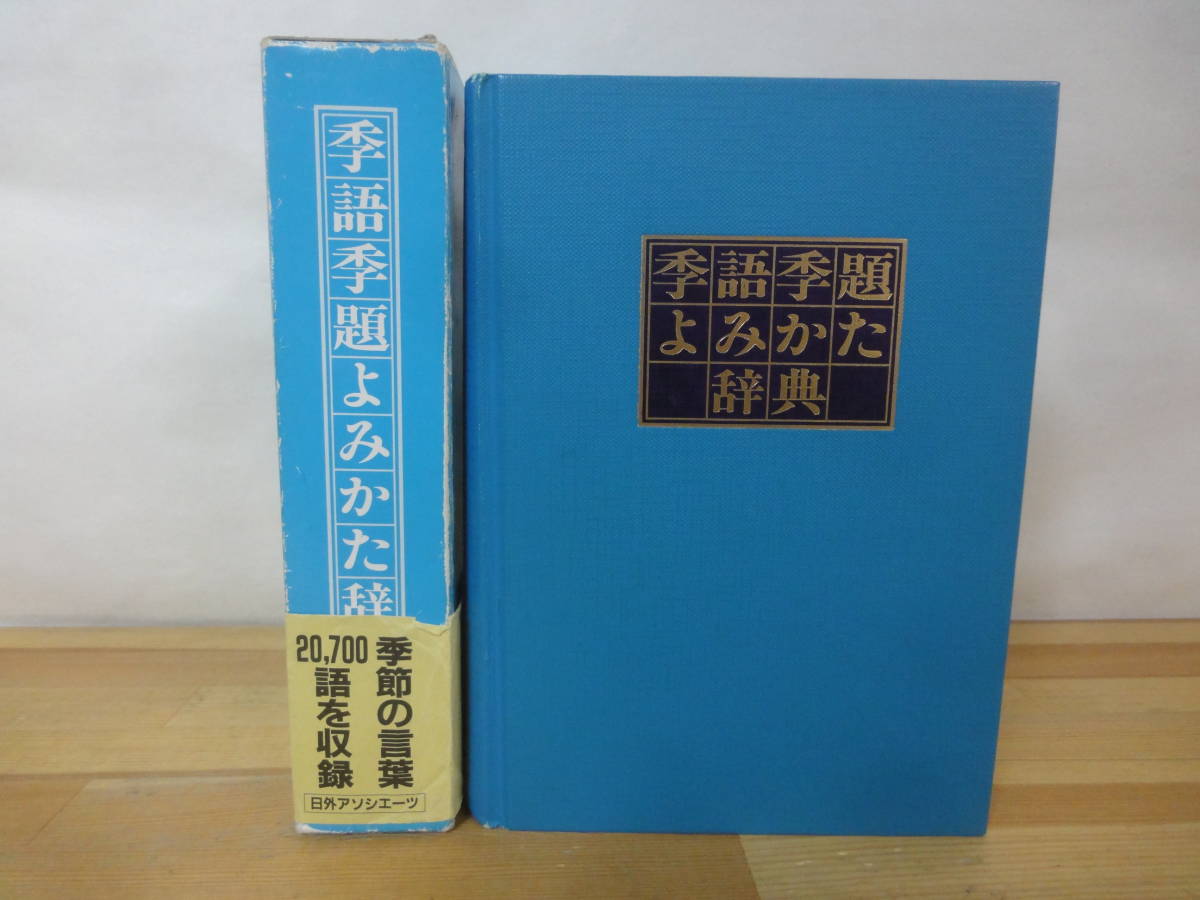 季語季題よみかた辞
季節の言葉
20,700語を収録
日外アソシエーツ
季語季題
よみかた
辞典